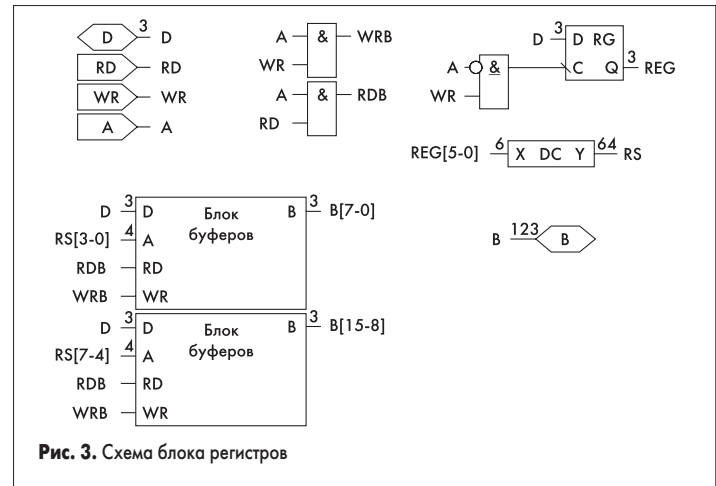 D 3 D
RD RD
WR WR
A A
A & WRB
WR
A & RDB
RD
D 3 D RG
A & C Q 3 REG
WR
REG[5-0] 6 X DC Y 64 RS
B 123 B
D 3 D Блок буферов B 3 B[7-0]
RS[3-0] 4 A
RDB RD
WRB WR
D 3 D Блок буферов B 3 B[15-8]
RS[7-4] 4 A
RDB RD
WRB WR
Рис. 3. Схема блока регистров